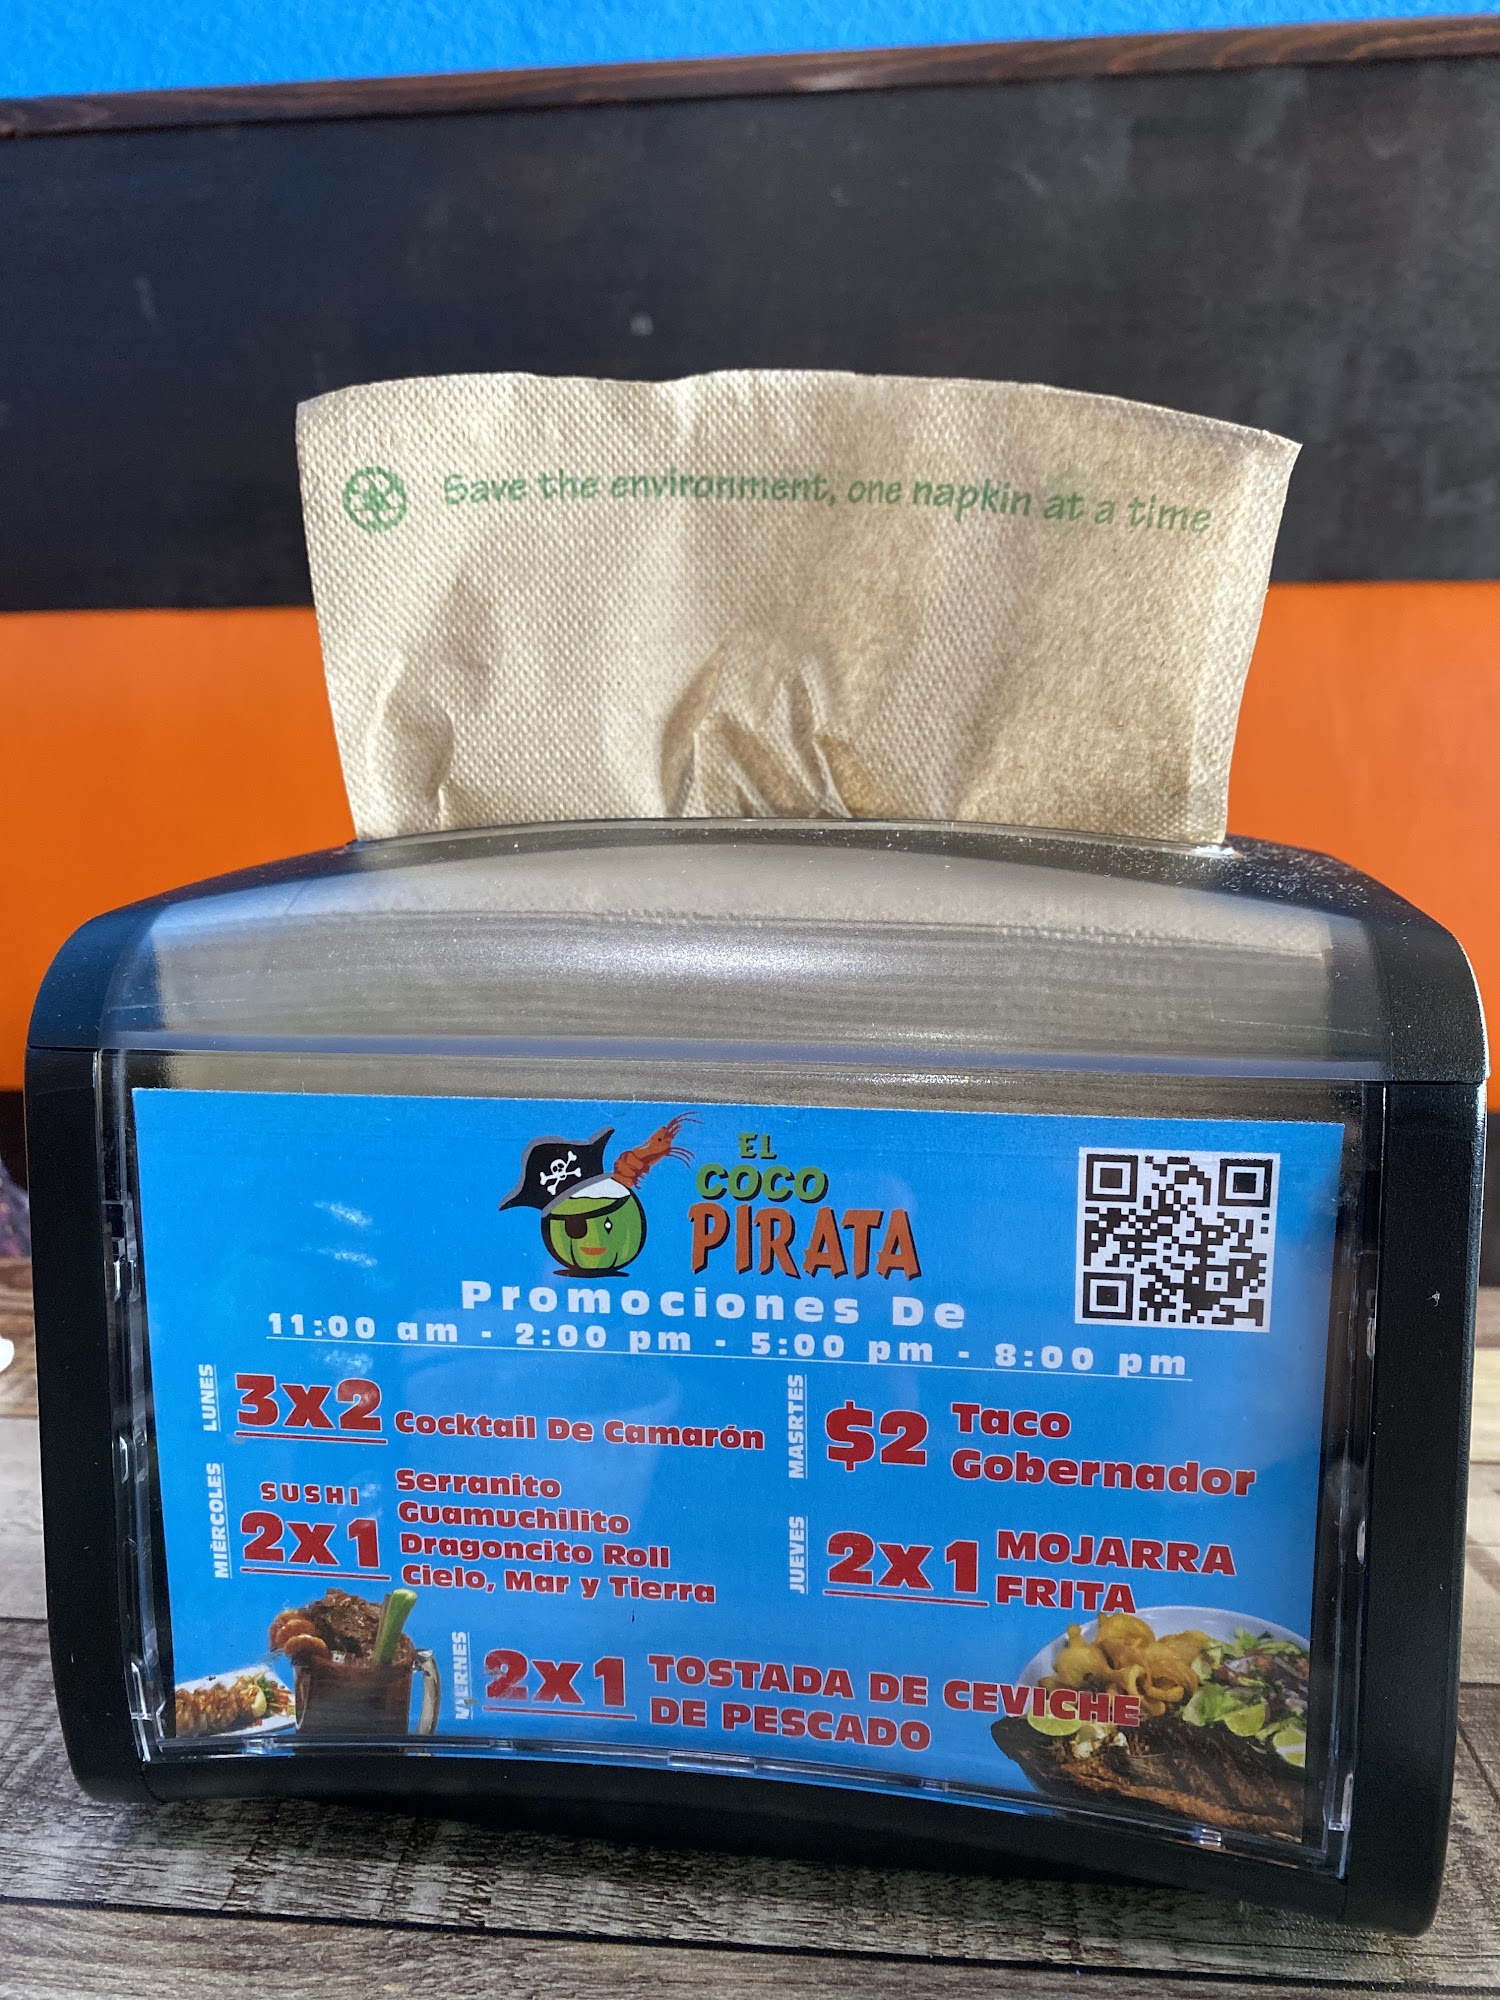 Save the environment, one napkin at a time
EL
COCO
PIRATA
Promociones De
11:00 am - 2:00 pm - 5:00 pm - 8:00 pm
LUNES
3x2
Cocktail De Camarón
MASRTES
$2
Taco
Gobernador
MIÈRCOLES
SUSHI
2x1
Serranito
Guamuchilito
Dragoncito Roll
Cielo, Mar y Tierra
JUEVES
2x1
MOJARRA
FRITA
VIERNES
2x1
TOSTADA DE CEVICHE
DE PESCADO